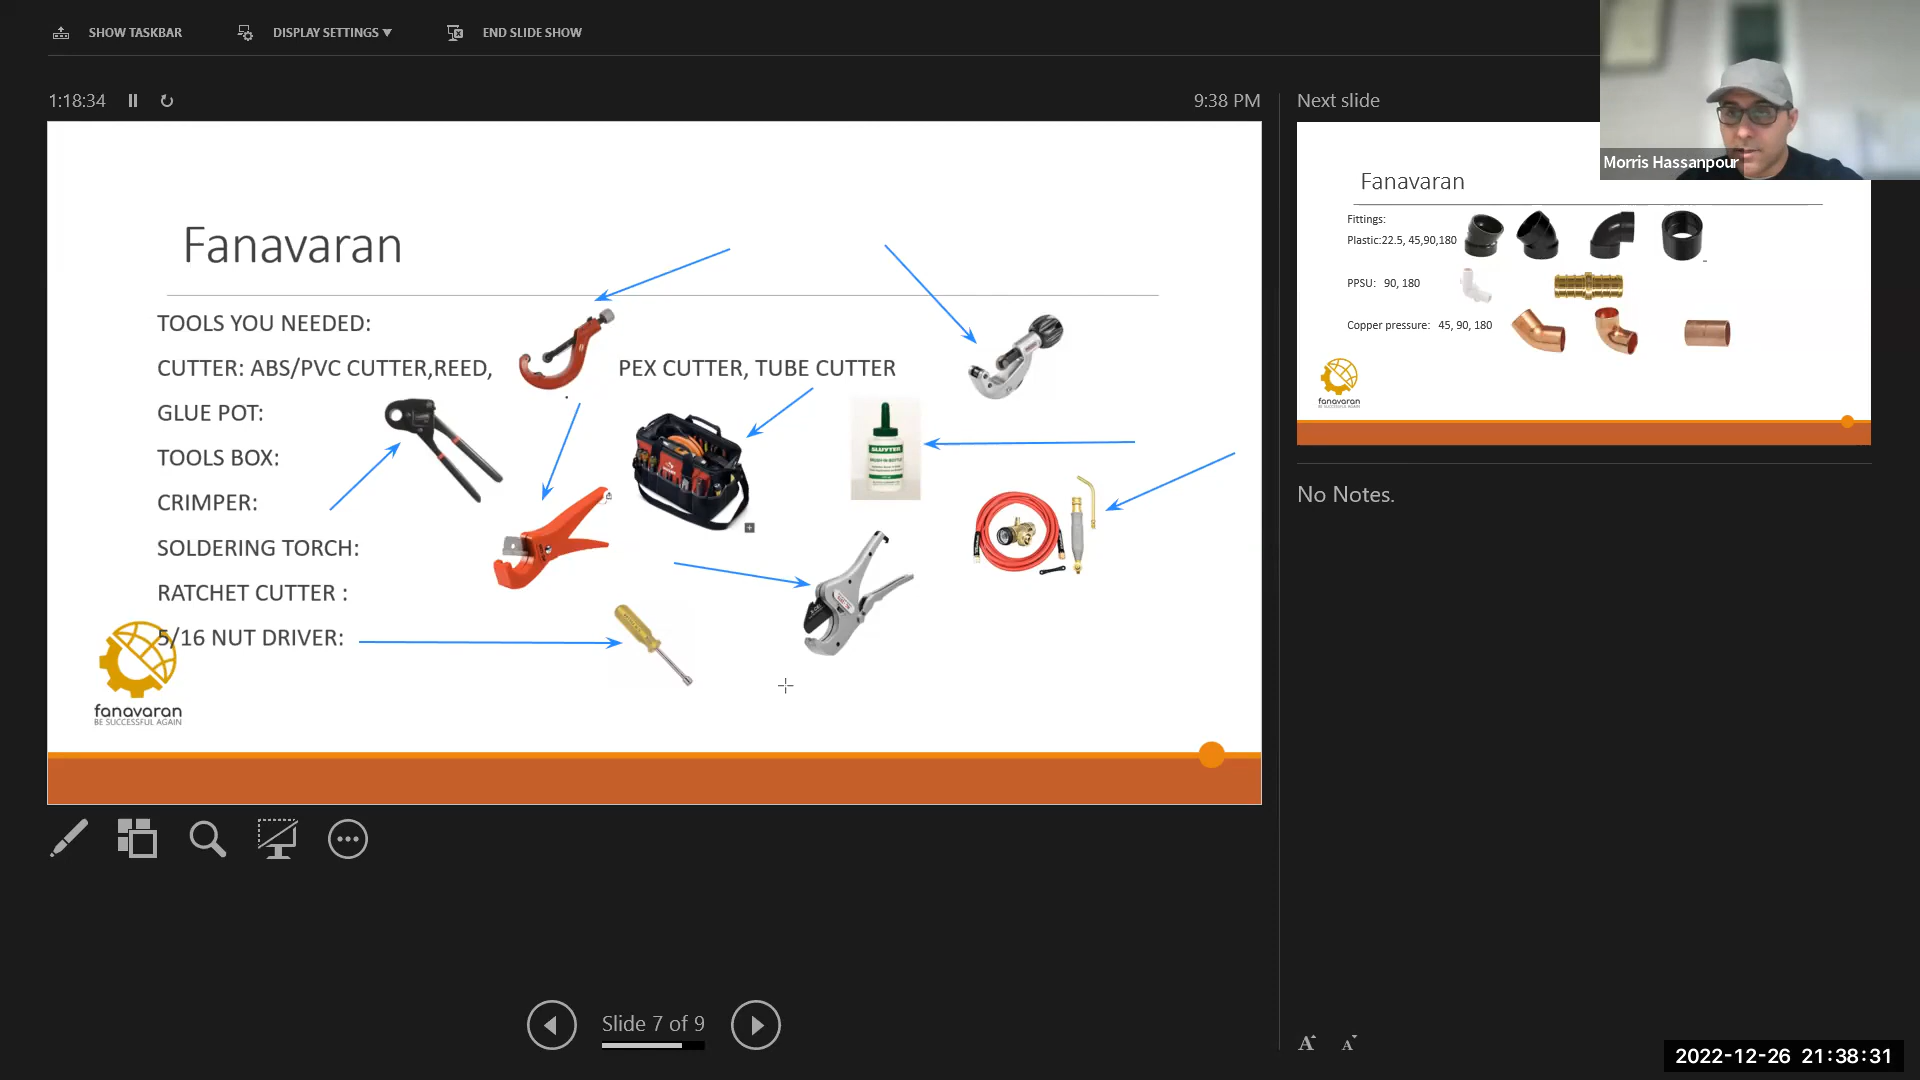 SHOW TASKBAR
DISPLAY SETTINGS ▼
END SLIDE SHOW
1:18:34
9:38 PM
Next slide
Morris Hassanpour
Fanavaran
TOOLS YOU NEEDED:
CUTTER: ABS/PVC CUTTER,REED, PEX CUTTER, TUBE CUTTER
GLUE POT:
TOOLS BOX:
CRIMPER:
SOLDERING TORCH:
RATCHET CUTTER :
5/16 NUT DRIVER:
SLUYTER
fanavaran
BE SUCCESSFUL AGAIN
Fanavaran
Fittings:
Plastic:22.5, 45,90,180
PPSU: 90, 180
Copper pressure: 45, 90, 180
fanavaran
BE SUCCESSFUL AGAIN
No Notes.
Slide 7 of 9
A A
2022-12-26 21:38:31